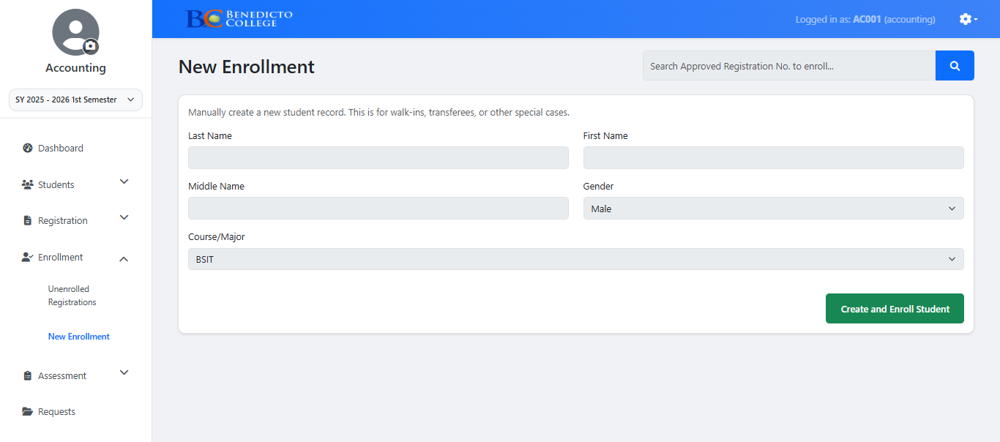 Accounting
SY 2025 - 2026 1st Semester
Dashboard
Students
Registration
Enrollment
Unenrolled
Registrations
New Enrollment
Assessment
Requests
BC BENEDICTO
COLLEGE
Logged in as: AC001 (accounting)
New Enrollment
Search Approved Registration No. to enroll...
Manually create a new student record. This is for walk-ins, transferees, or other special cases.
Last Name
First Name
Middle Name
Gender
Male
Course/Major
BSIT
Create and Enroll Student